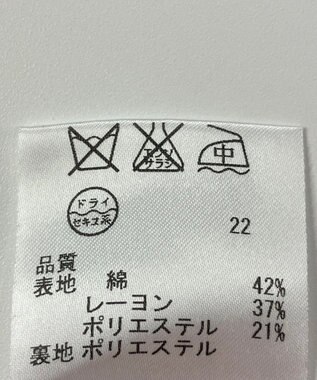 エンソ
サラシ
中
ドライ
セキユ系
22
品質
表地 綿 42%
レーヨン 37%
ポリエステル 21%
裏地 ポリエステル